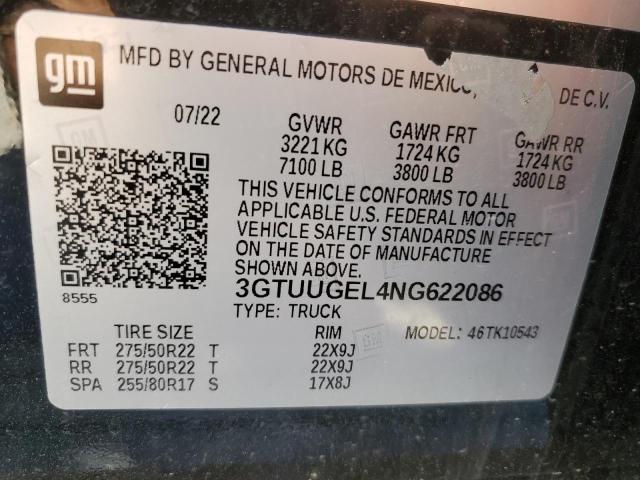 gm
MFD BY GENERAL MOTORS DE MEXICO, DE C.V.
07/22
GVWR GAWR FRT GAWR RR
3221 KG 1724 KG 1724 KG
7100 LB 3800 LB 3800 LB
THIS VEHICLE CONFORMS TO ALL
APPLICABLE U.S. FEDERAL MOTOR
VEHICLE SAFETY STANDARDS IN EFFECT
ON THE DATE OF MANUFACTURE
SHOWN ABOVE
8555
3GTUUGEL4NG622086
TYPE: TRUCK
TIRE SIZE RIM MODEL: 46TK10543
FRT 275/50R22 T 22X9J
RR 275/50R22 T 22X9J
SPA 255/80R17 S 17X8J